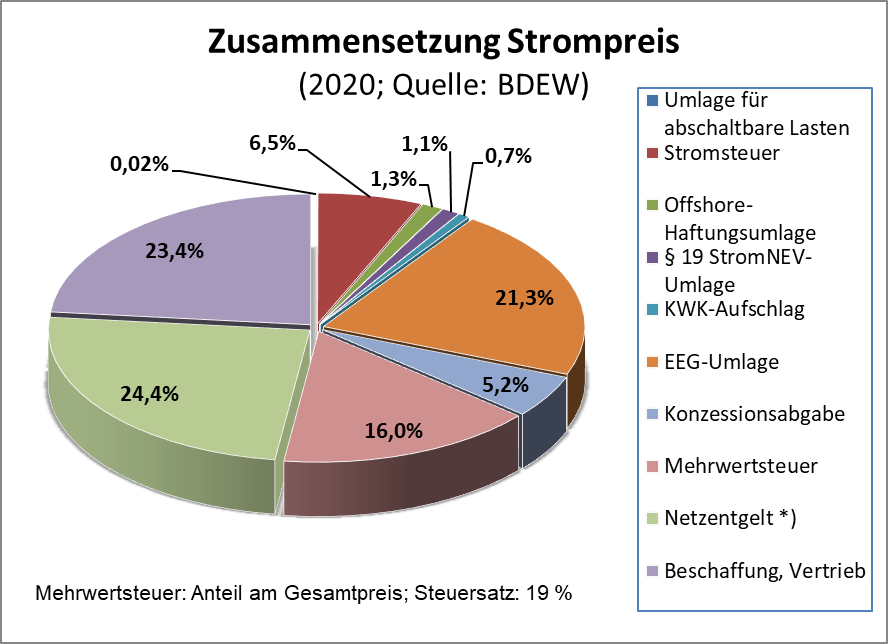 Zusammensetzung Strompreis
(2020; Quelle: BDEW)
0,02%
6,5%
1,3%
1,1%
0,7%
21,3%
5,2%
16,0%
24,4%
23,4%
Umlage für
abschaltbare Lasten
Stromsteuer
Offshore-
Haftungsumlage
§ 19 StromNEV-
Umlage
KWK-Aufschlag
EEG-Umlage
Konzessionsabgabe
Mehrwertsteuer
Netzentgelt *)
Beschaffung, Vertrieb
Mehrwertsteuer: Anteil am Gesamtpreis; Steuersatz: 19 %